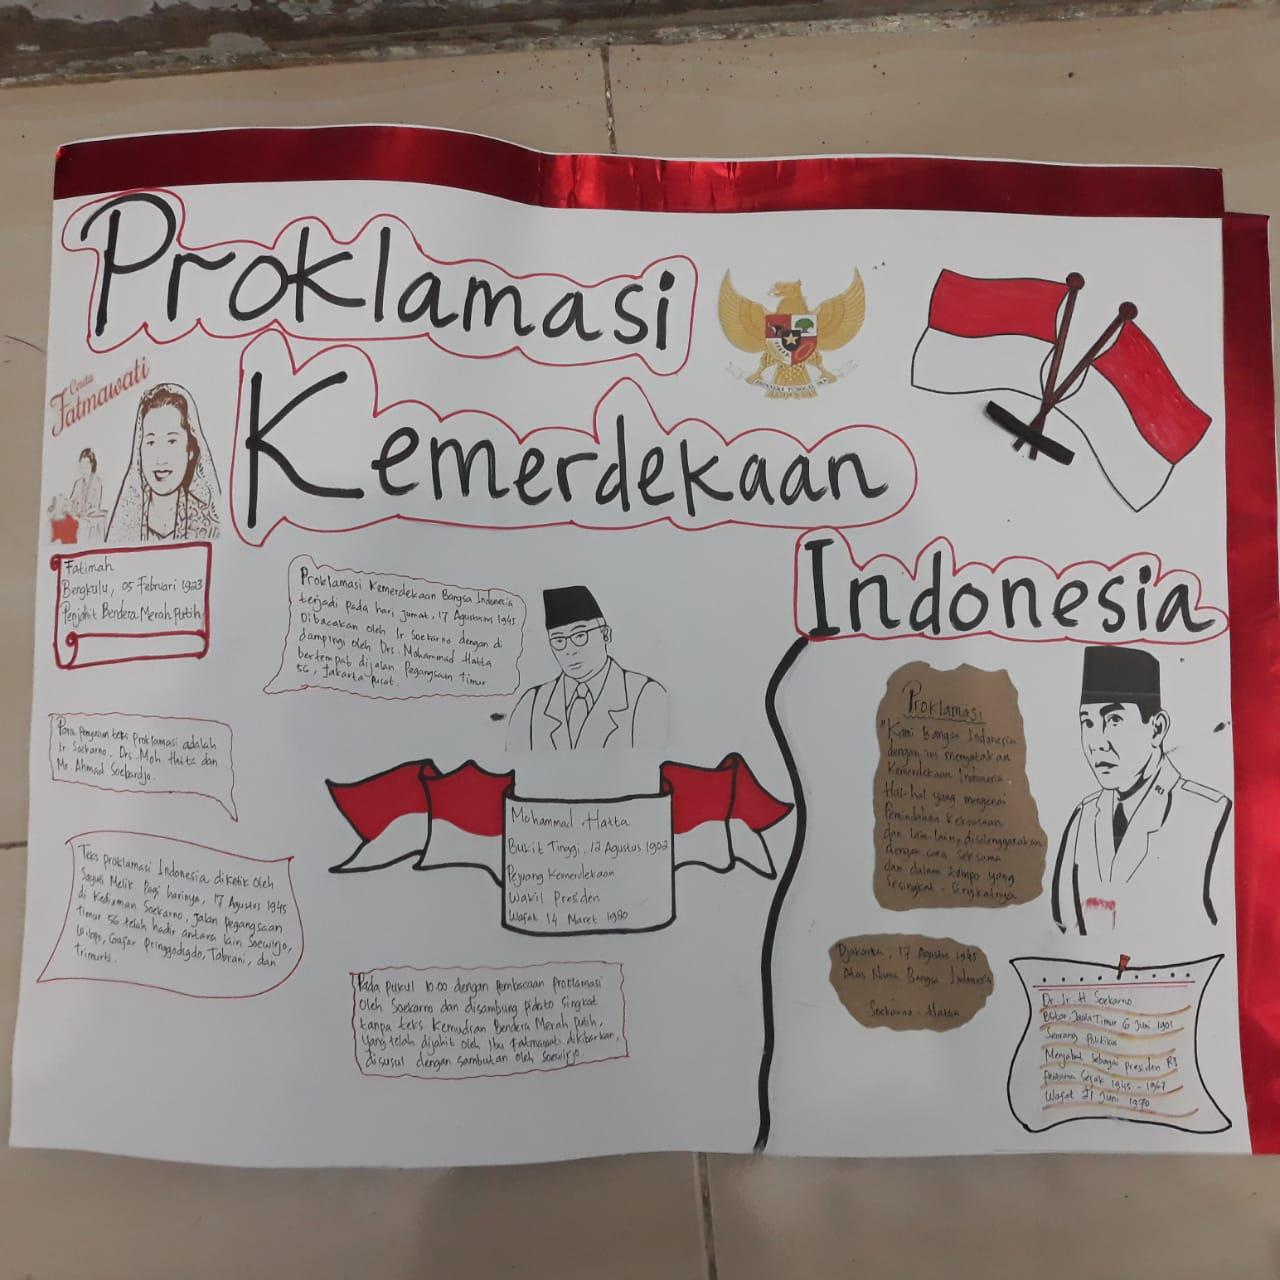 Proklamasi
Kemerdekaan
Indonesia
Cerita
Fatmawati
Fatimah
Bengkulu, 05 Februari 1923
Penjahit Bendera Merah Putih
Para penyusun teks proklamasi adalah
Ir Soekarno, Drs. Moh Hatta dan
Mr. Ahmad Soebardjo.
Teks proklamasi Indonesia diketik oleh
Sayuti Melik. Pagi harinya, 17 Agustus 1945
di Kediaman Soekarno, jalan pegangsaan
timur 56 telah hadir antara lain Soewirjo,
Wilopo, Gafar Pringgodigdo, Tabrani, dan
Trimurti.
Proklamasi Kemerdekaan Bangsa Indonesia
terjadi pada hari jumat, 17 Agustus 1945
Dibacakan oleh Ir Soekarno dengan di
dampingi oleh Drs. Mohammad Hatta
bertempat dijalan Pegangsaan Timur
56, Jakarta pusat.
Mohammad Hatta
Bukit Tinggi, 12 Agustus 1902
Pejuang Kemerdekaan
Wakil Presiden
Wafat 14 Maret 1980
Pada pukul 10.00 dengan Pembacaan Proklamasi
Oleh Soekarno dan disambung pidato singkat
tanpa teks. Kemudian Bendera Merah Putih,
yang telah dijahit oleh Ibu Fatmawati dikibarkan,
disusul dengan sambutan oleh Soewirjo.
Proklamasi
"Kami Bangsa Indonesia
dengan ini menyatakan
Kemerdekaan Indonesia
Hal-hal yang mengenai
Pemindahan Kekuasaan
dan lain-lain, diselenggarakan
dengan cara seksama
dan dalam tempo yang
Sesingkat - Singkatnya
Djakarta, 17 Agustus 1945
Atas Nama Bangsa Indonesia
Soekarno - Hatta
Dr. Ir. H. Soekarno
Blitar, Jawa Timur 6 Juni 1901
Seorang Politikus
Menjabat sebagai presiden RI
pertama Sejak 1945 - 1967
Wafat 21 Juni 1970